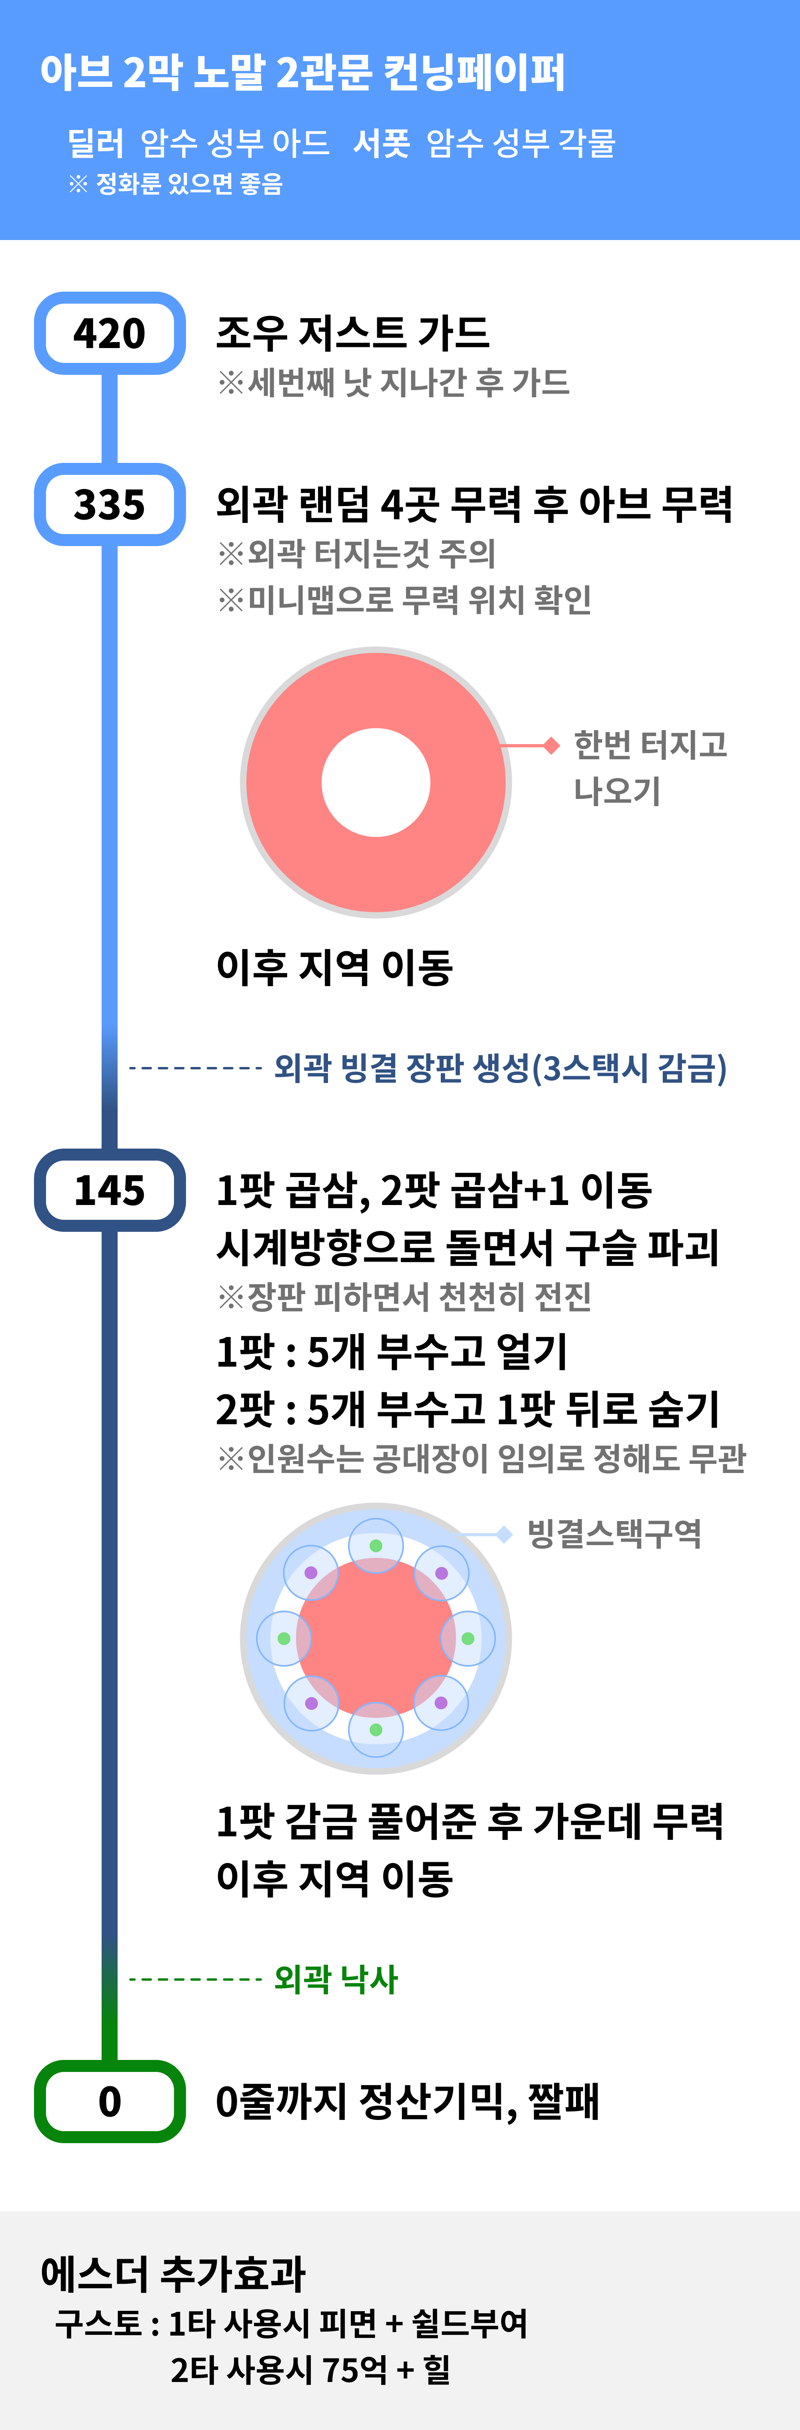 아브 2막 노말 2관문 컨닝페이퍼
딜러 암수 성부 아드 서폿 암수 성부 각물
※ 정화룬 있으면 좋음
420 조우 저스트 가드
※세번째 낫 지나간 후 가드
335 외곽 랜덤 4곳 무력 후 아브 무력
※외곽 터지는것 주의
※미니맵으로 무력 위치 확인
한번 터지고
나오기
이후 지역 이동
외곽 빙결 장판 생성(3스택시 감금)
145 1팟 곱삼, 2팟 곱삼+1 이동
시계방향으로 돌면서 구슬 파괴
※장판 피하면서 천천히 전진
1팟 : 5개 부수고 얼기
2팟 : 5개 부수고 1팟 뒤로 숨기
※인원수는 공대장이 임의로 정해도 무관
빙결스택구역
1팟 감금 풀어준 후 가운데 무력
이후 지역 이동
외곽 낙사
0 0줄까지 정산기믹, 짤패
에스더 추가효과
구스토 : 1타 사용시 피면 + 쉴드부여
2타 사용시 75억 + 힐